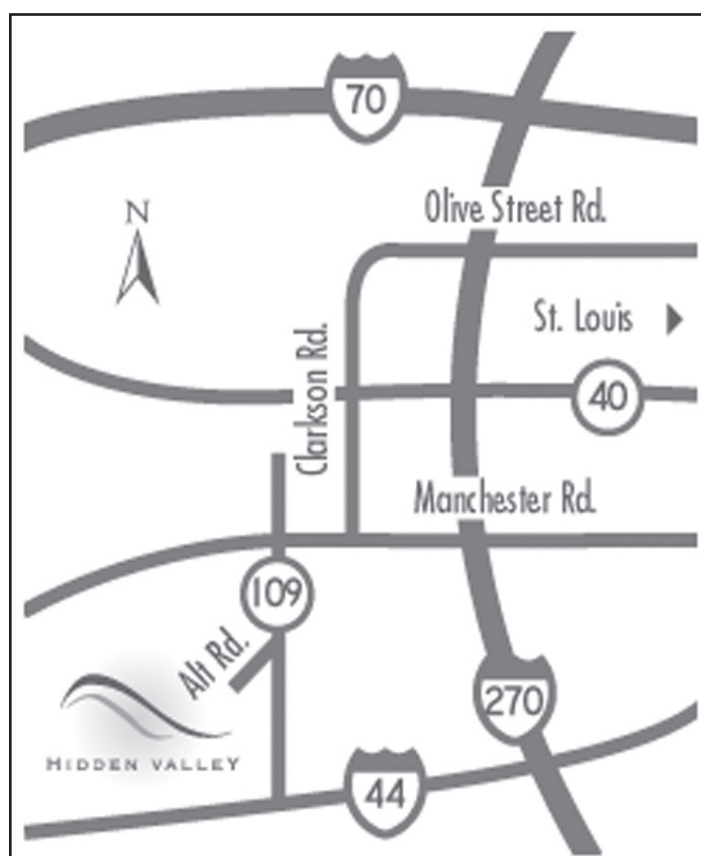 70
Olive Street Rd.
N
St. Louis
Clarkson Rd.
40
Manchester Rd.
109
Alt Rd.
270
HIDDEN VALLEY
44